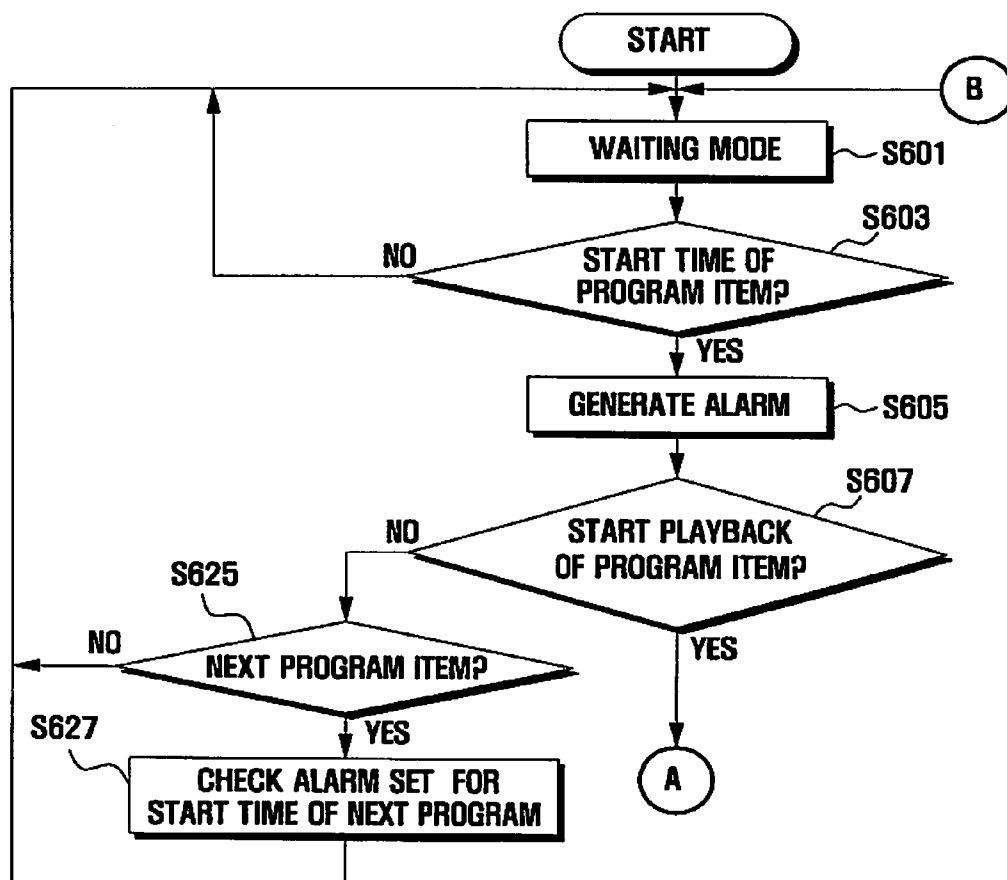 START
B
WAITING MODE
S601
S603
NO
START TIME OF
PROGRAM ITEM?
YES
GENERATE ALARM
S605
S607
NO
START PLAYBACK
OF PROGRAM ITEM?
YES
S625
NO
NEXT PROGRAM ITEM?
YES
S627
CHECK ALARM SET FOR
START TIME OF NEXT PROGRAM
A